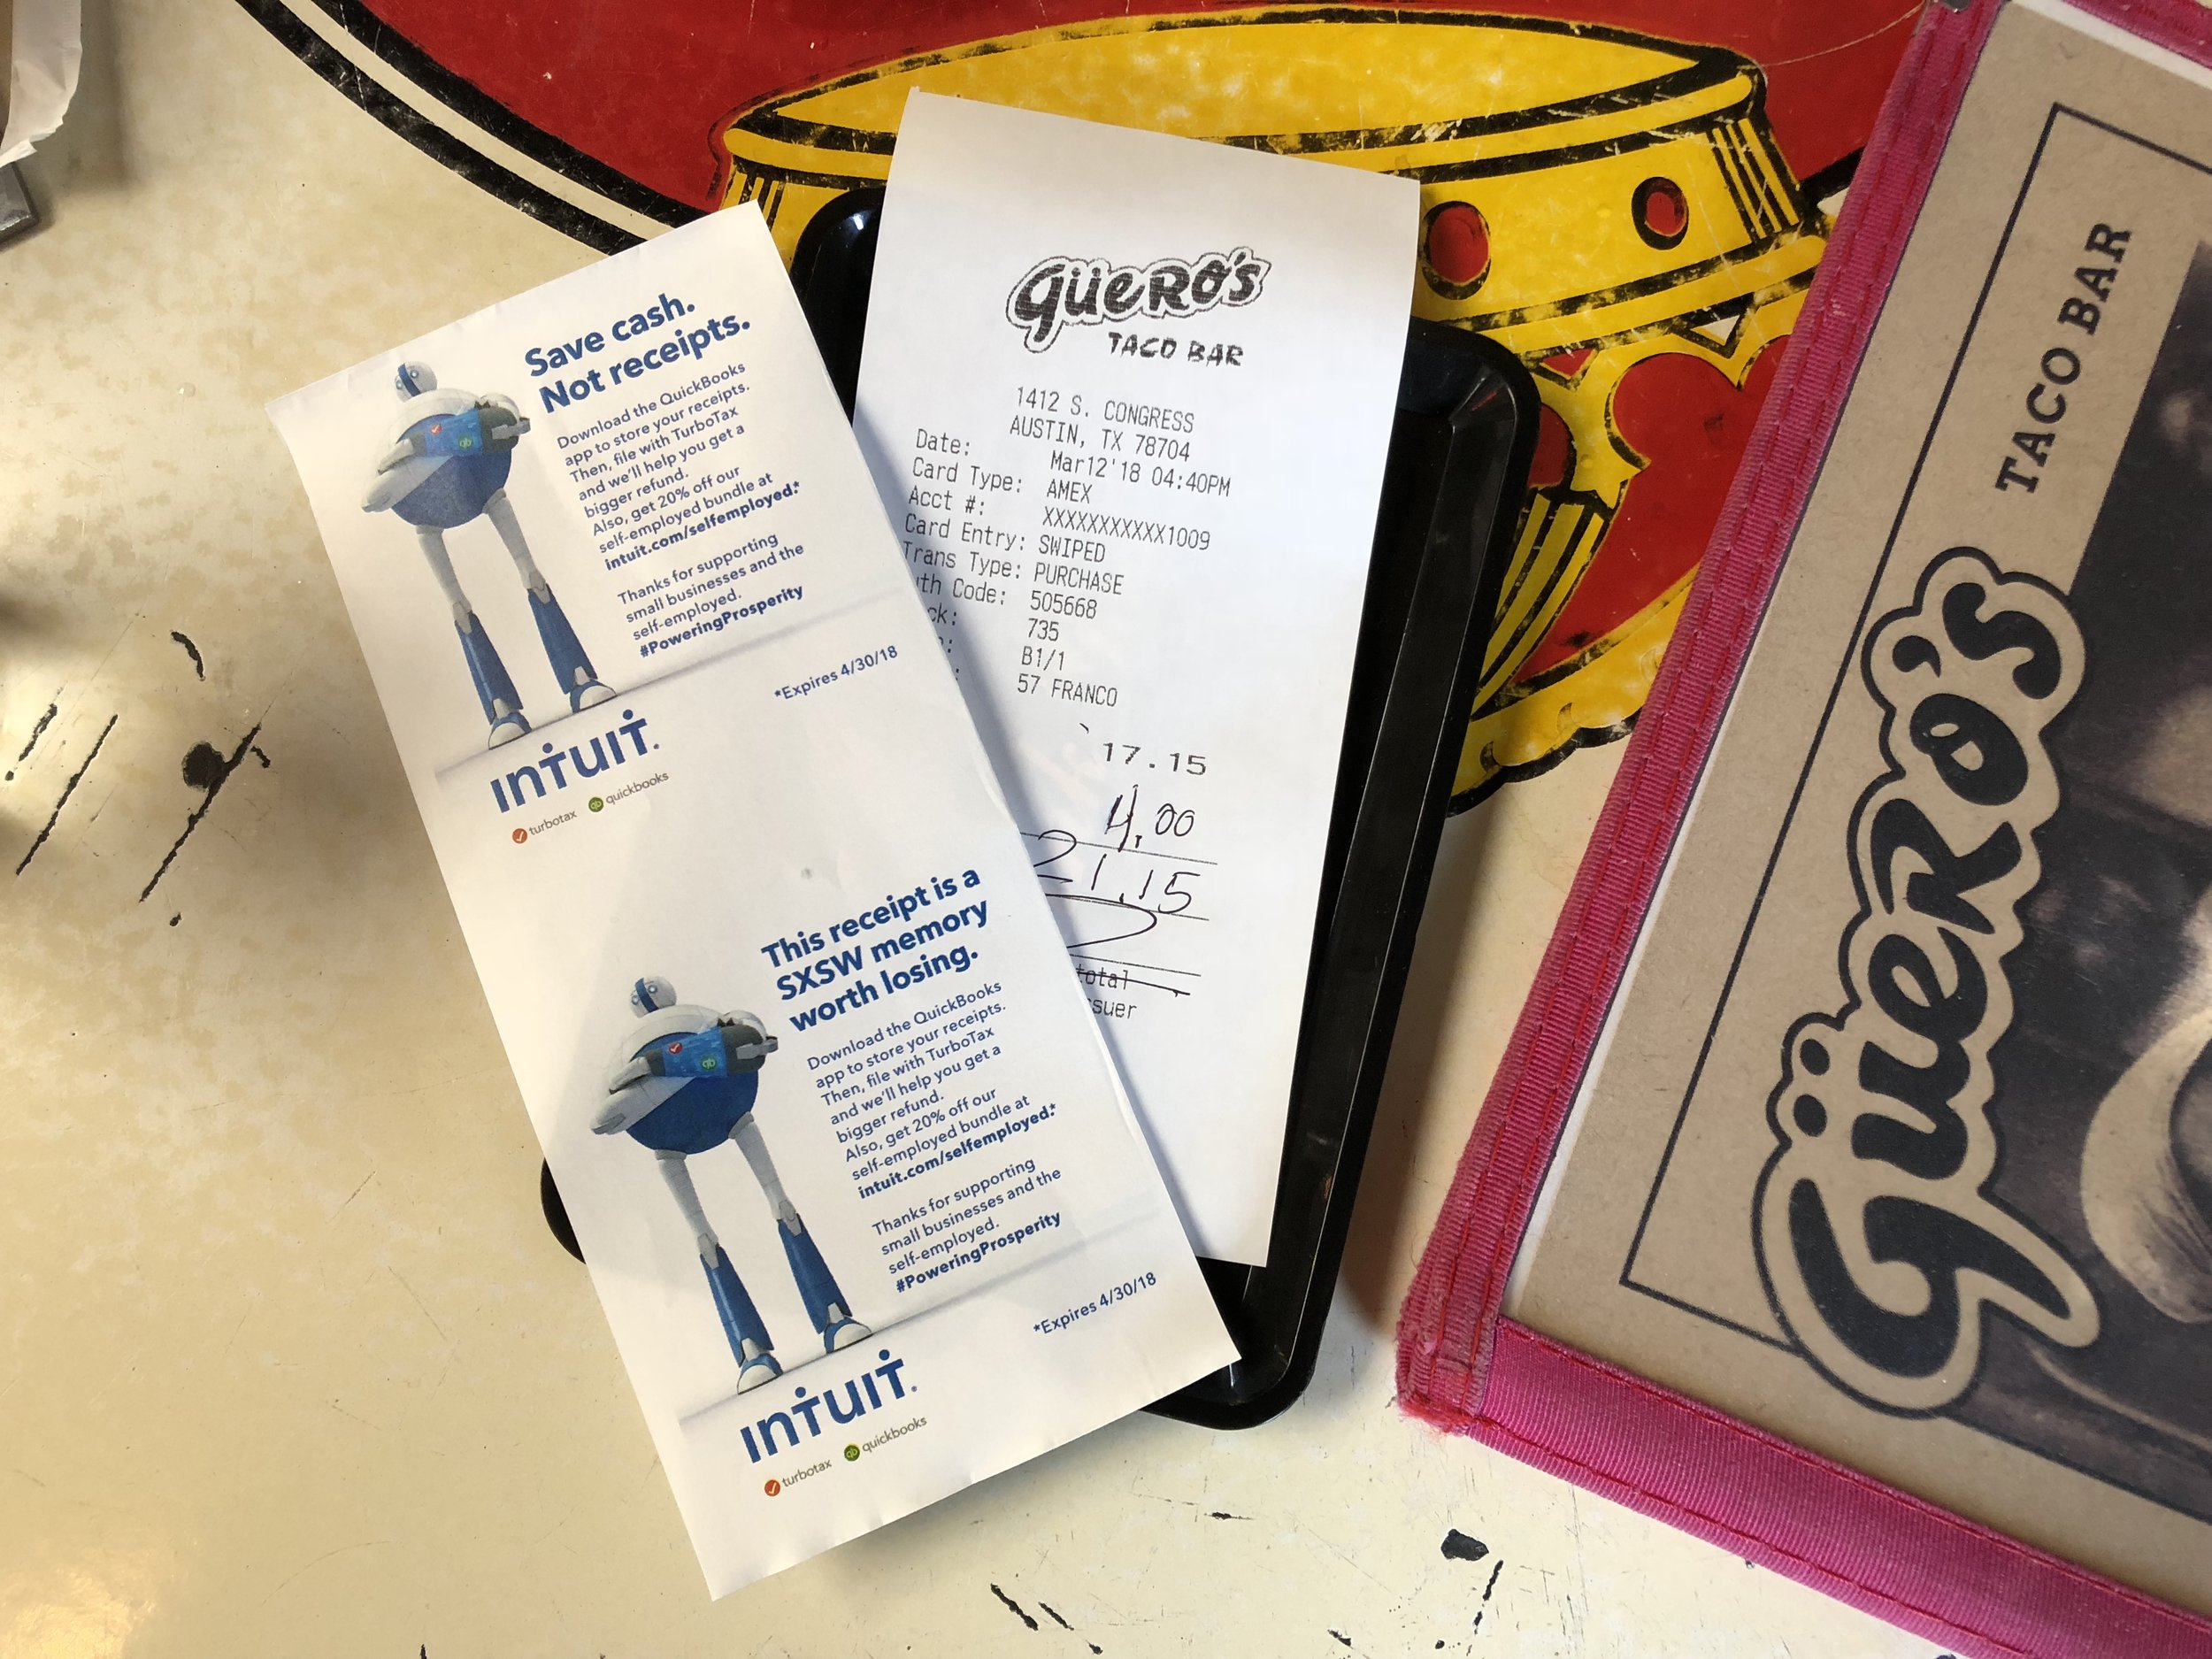 Save cash.
Not receipts.
Download the QuickBooks
app to store your receipts.
Then, file with TurboTax
and we'll help you get a
bigger refund.
Also, get 20% off our
self-employed bundle at
intuit.com/selfemployed.*
Thanks for supporting
small businesses and the
self-employed.
#PoweringProsperity
*Expires 4/30/18
INTUIT.
turbotax qb quickbooks
This receipt is a
SXSW memory
worth losing.
Download the QuickBooks
app to store your receipts.
Then, file with TurboTax
and we'll help you get a
bigger refund.
Also, get 20% off our
self-employed bundle at
intuit.com/selfemployed.*
Thanks for supporting
small businesses and the
self-employed.
#PoweringProsperity
*Expires 4/30/18
INTUIT.
turbotax qb quickbooks
GÜERO'S
TACO BAR
1412 S. CONGRESS
AUSTIN, TX 78704
Date: Mar12'18 04:40PM
Card Type: AMEX
Acct #: XXXXXXXXXXX1009
Card Entry: SWIPED
Trans Type: PURCHASE
Code: 505668
735
B1/1
57 FRANCO
17.15
4.00
21.15
total
GÜERO'S
TACO BAR